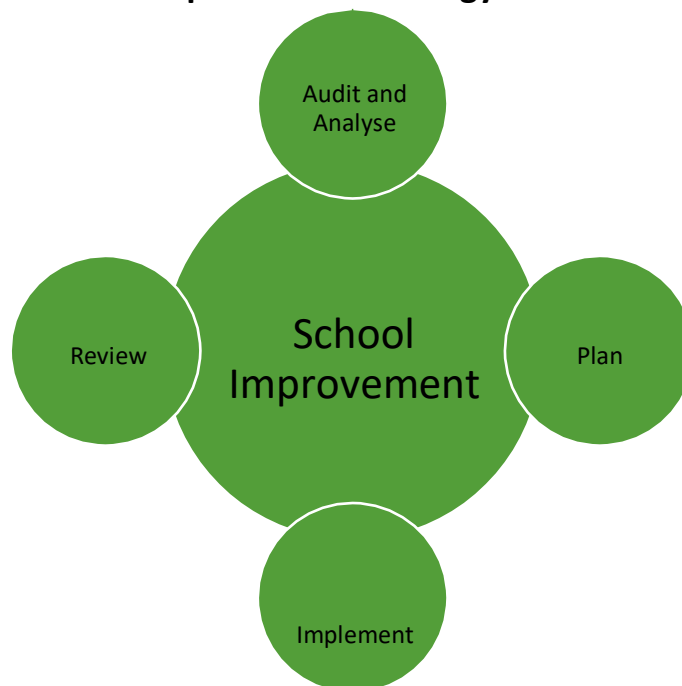 Audit and
Analyse
School
Improvement
Review
Plan
Implement